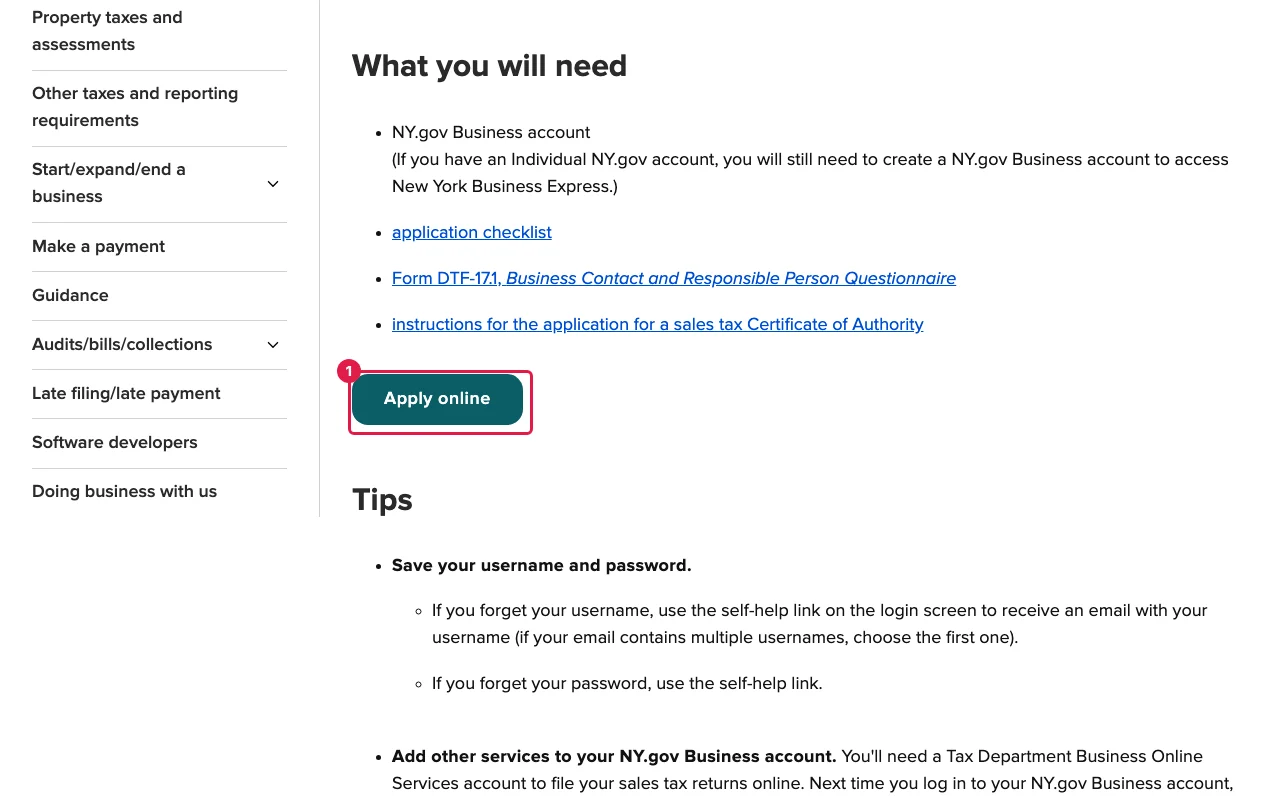 Property taxes and
assessments
Other taxes and reporting
requirements
Start/expand/end a
business
Make a payment
Guidance
Audits/bills/collections
Late filing/late payment
Software developers
Doing business with us
What you will need
NY.gov Business account
(If you have an Individual NY.gov account, you will still need to create a NY.gov Business account to access
New York Business Express.)
application checklist
Form DTF-17.1, Business Contact and Responsible Person Questionnaire
instructions for the application for a sales tax Certificate of Authority
1
Apply online
Tips
Save your username and password.
If you forget your username, use the self-help link on the login screen to receive an email with your
username (if your email contains multiple usernames, choose the first one).
If you forget your password, use the self-help link.
Add other services to your NY.gov Business account. You'll need a Tax Department Business Online
Services account to file your sales tax returns online. Next time you log in to your NY.gov Business account,